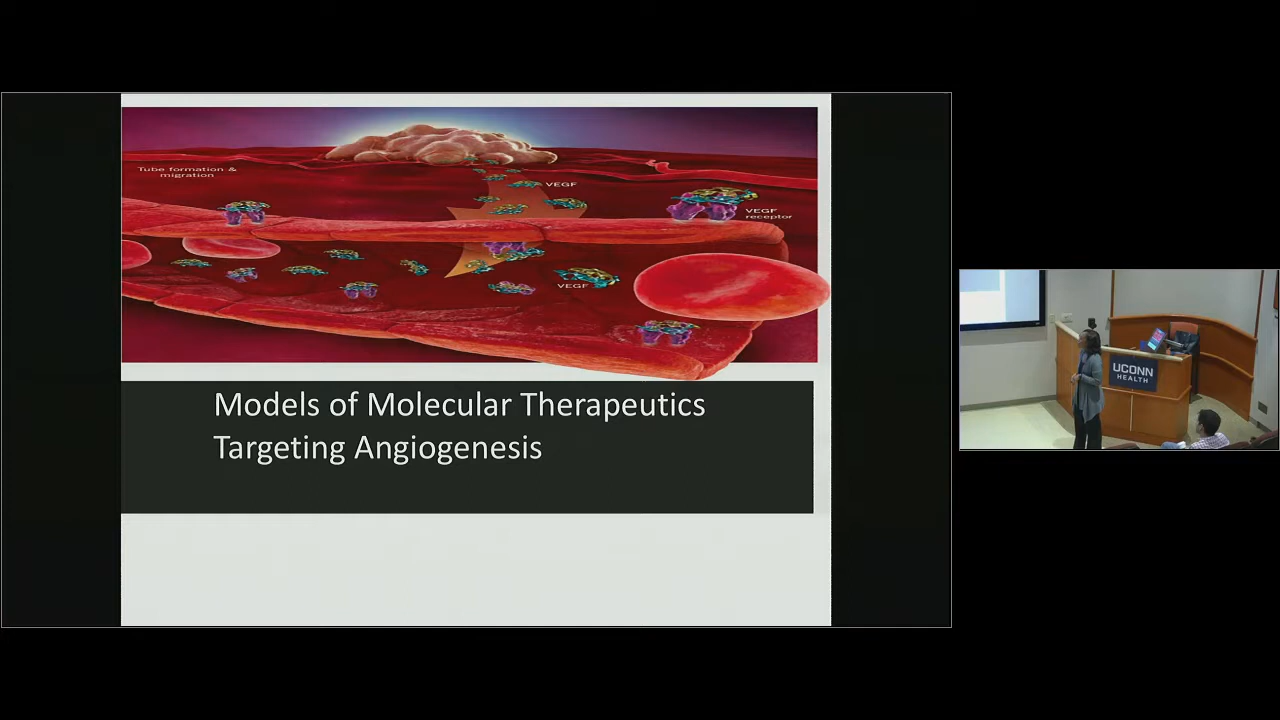 Tube formation &
migration
VEGF
VEGF
receptor
VEGF
Models of Molecular Therapeutics
Targeting Angiogenesis
UCONN
HEALTH